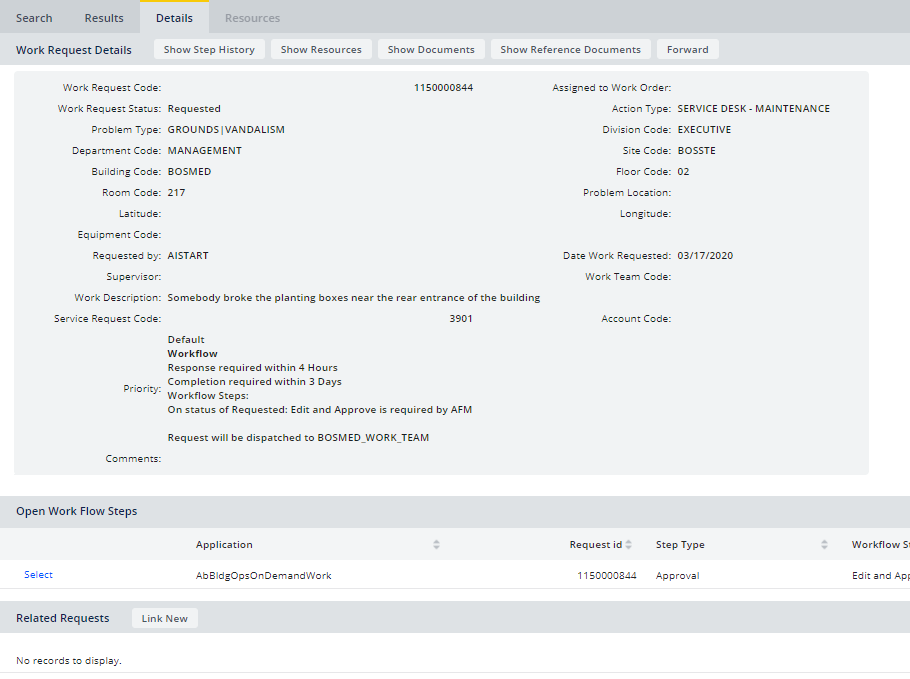 Search Results Details Resources
Work Request Details Show Step History Show Resources Show Documents Show Reference Documents Forward
Work Request Code: 1150000844 Assigned to Work Order:
Work Request Status: Requested Action Type: SERVICE DESK - MAINTENANCE
Problem Type: GROUNDS|VANDALISM Division Code: EXECUTIVE
Department Code: MANAGEMENT Site Code: BOSSTE
Building Code: BOSMED Floor Code: 02
Room Code: 217 Problem Location:
Latitude: Longitude:
Equipment Code:
Requested by: AISTART Date Work Requested: 03/17/2020
Supervisor: Work Team Code:
Work Description: Somebody broke the planting boxes near the rear entrance of the building
Service Request Code: 3901 Account Code:
Default
Workflow
Response required within 4 Hours
Completion required within 3 Days
Priority:
Workflow Steps:
On status of Requested: Edit and Approve is required by AFM
Request will be dispatched to BOSMED_WORK_TEAM
Comments:
Open Work Flow Steps
Application Request id Step Type Workflow St
Select AbBldgOpsOnDemandWork 1150000844 Approval Edit and App
Related Requests Link New
No records to display.